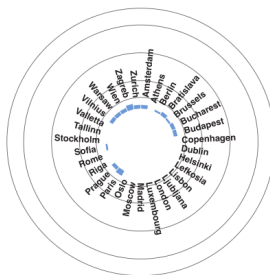 Amsterdam
Athens
Berlin
Bratislava
Brussels
Bucharest
Budapest
Copenhagen
Dublin
Helsinki
Lefkosia
Lisbon
Ljubljana
London
Luxembourg
Madrid
Moscow
Oslo
Paris
Prague
Riga
Rome
Sofia
Stockholm
Tallinn
Valletta
Vilnius
Warsaw
Wien
Zagreb
Zurich